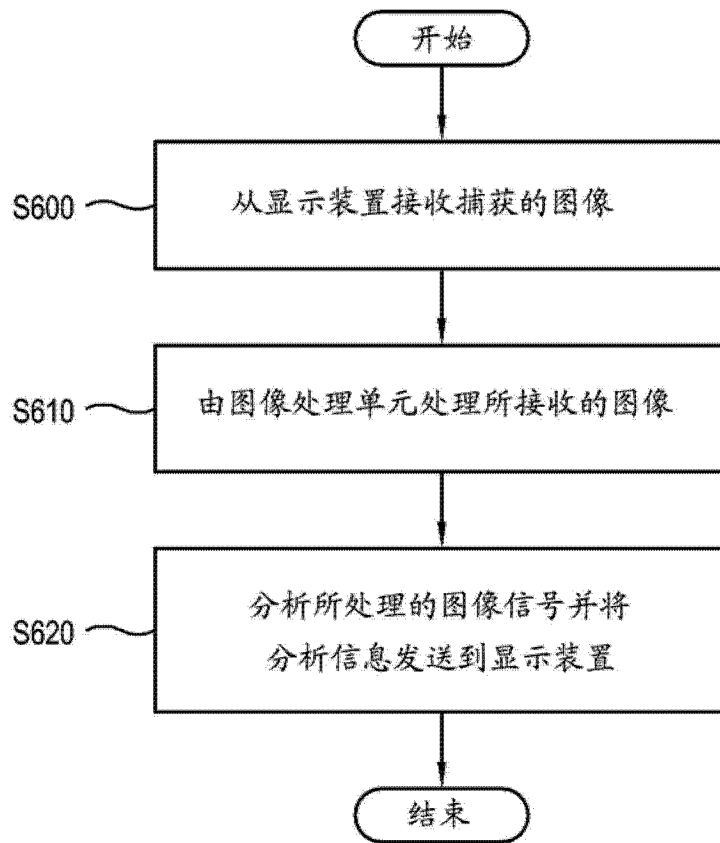 开始
S600
从显示装置接收捕获的图像
S610
由图像处理单元处理所接收的图像
S620
分析所处理的图像信号并将
分析信息发送到显示装置
结束